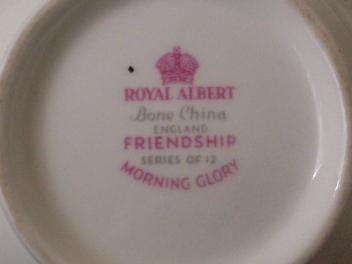 ROYAL ALBERT
Bone China
ENGLAND
FRIENDSHIP
SERIES OF 12
MORNING GLORY